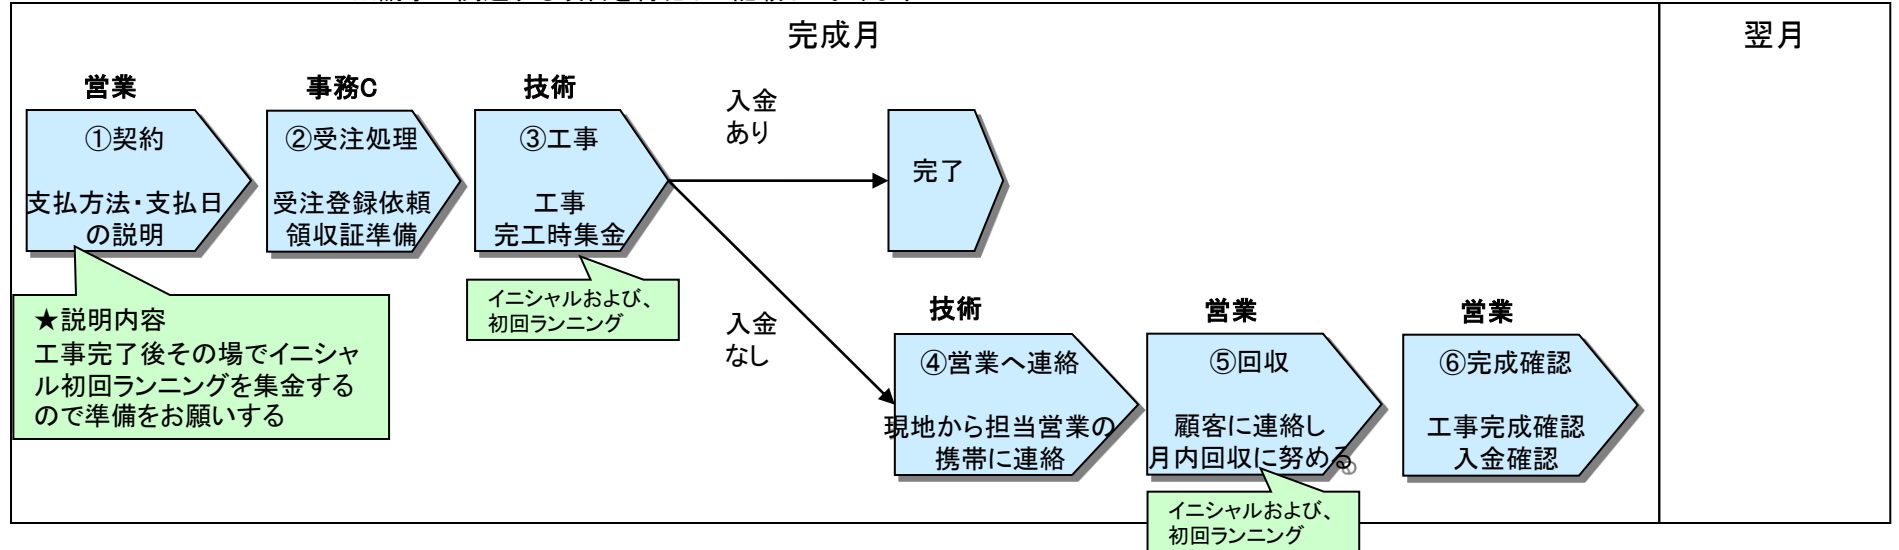 完成月
翌月
営業
事務C
技術
①契約
支払方法・支払日
の説明
②受注処理
受注登録依頼
領収証準備
③工事
工事
完工時集金
入金
あり
完了
★説明内容
工事完了後その場でイニシャ
ル初回ランニングを集金する
ので準備をお願いする
イニシャルおよび、
初回ランニング
入金
なし
技術
営業
営業
④営業へ連絡
現地から担当営業の
携帯に連絡
⑤回収
顧客に連絡し
月内回収に努める
⑥完成確認
工事完成確認
入金確認
イニシャルおよび、
初回ランニング